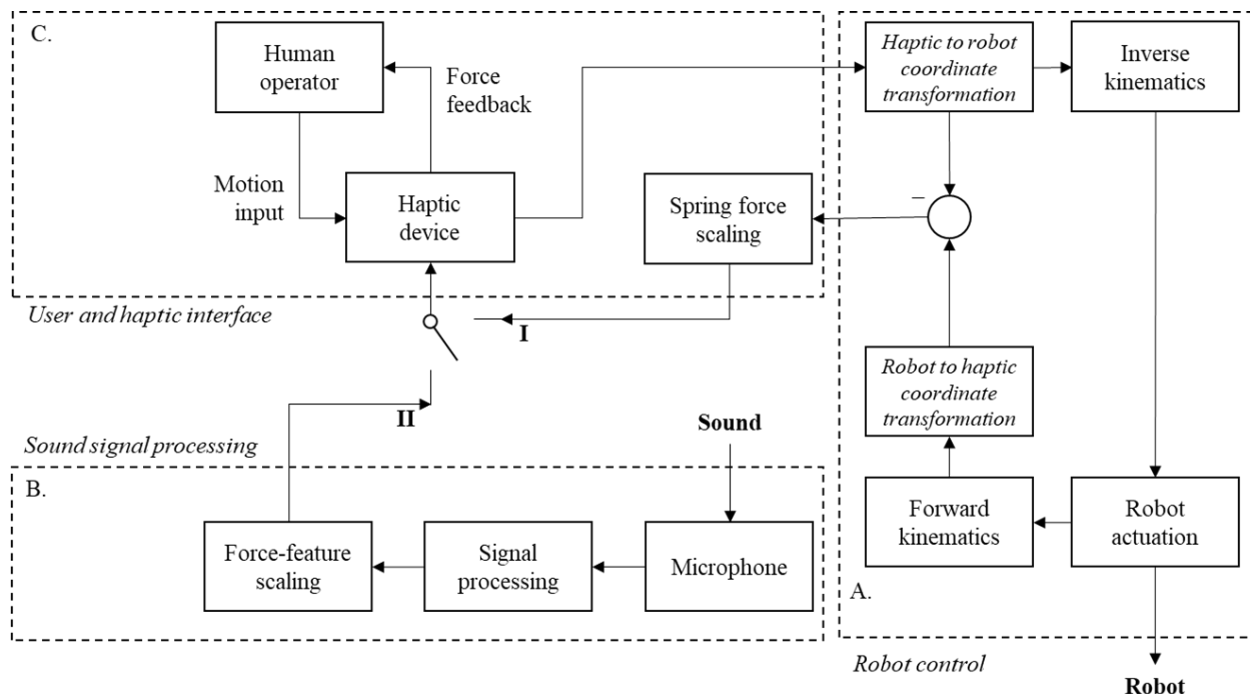 C.
Human
operator
Force
feedback
Motion
input
Haptic
device
Spring force
scaling
User and haptic interface
I
II
Haptic to robot
coordinate
transformation
Inverse
kinematics
–
Robot to haptic
coordinate
transformation
Forward
kinematics
Robot
actuation
A.
Robot control
Robot
Sound signal processing
Sound
B.
Force-feature
scaling
Signal
processing
Microphone